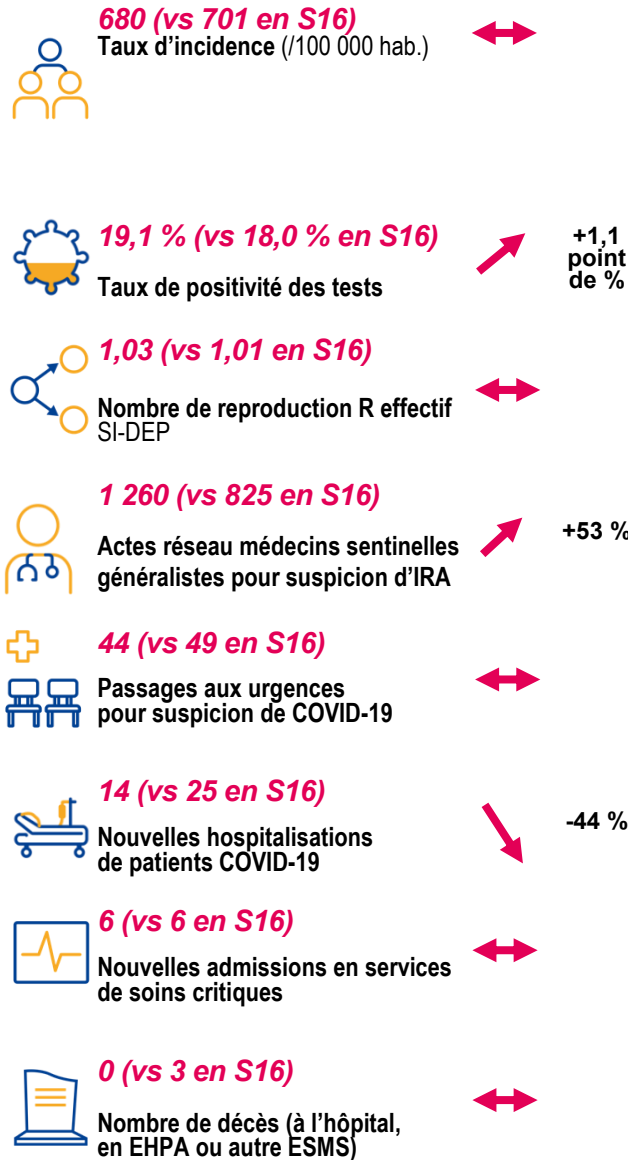 680 (vs 701 en S16)
Taux d’incidence (/100 000 hab.)
19,1 % (vs 18,0 % en S16)
Taux de positivité des tests
+1,1
point
de %
1,03 (vs 1,01 en S16)
Nombre de reproduction R effectif
SI-DEP
1 260 (vs 825 en S16)
Actes réseau médecins sentinelles
généralistes pour suspicion d’IRA
+53 %
44 (vs 49 en S16)
Passages aux urgences
pour suspicion de COVID-19
14 (vs 25 en S16)
Nouvelles hospitalisations
de patients COVID-19
-44 %
6 (vs 6 en S16)
Nouvelles admissions en services
de soins critiques
0 (vs 3 en S16)
Nombre de décès (à l’hôpital,
en EHPA ou autre ESMS)